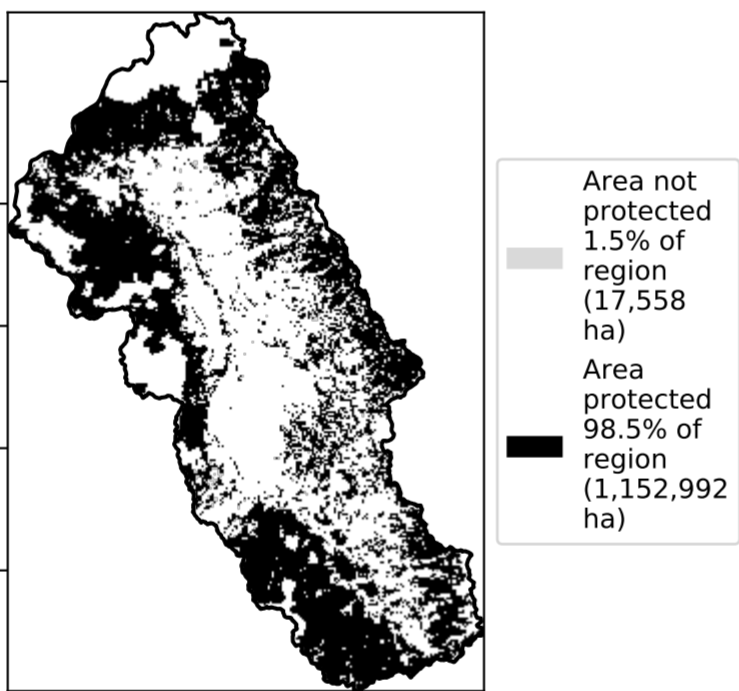 Area not
protected
1.5% of
region
(17,558
ha)
Area
protected
98.5% of
region
(1,152,992
ha)